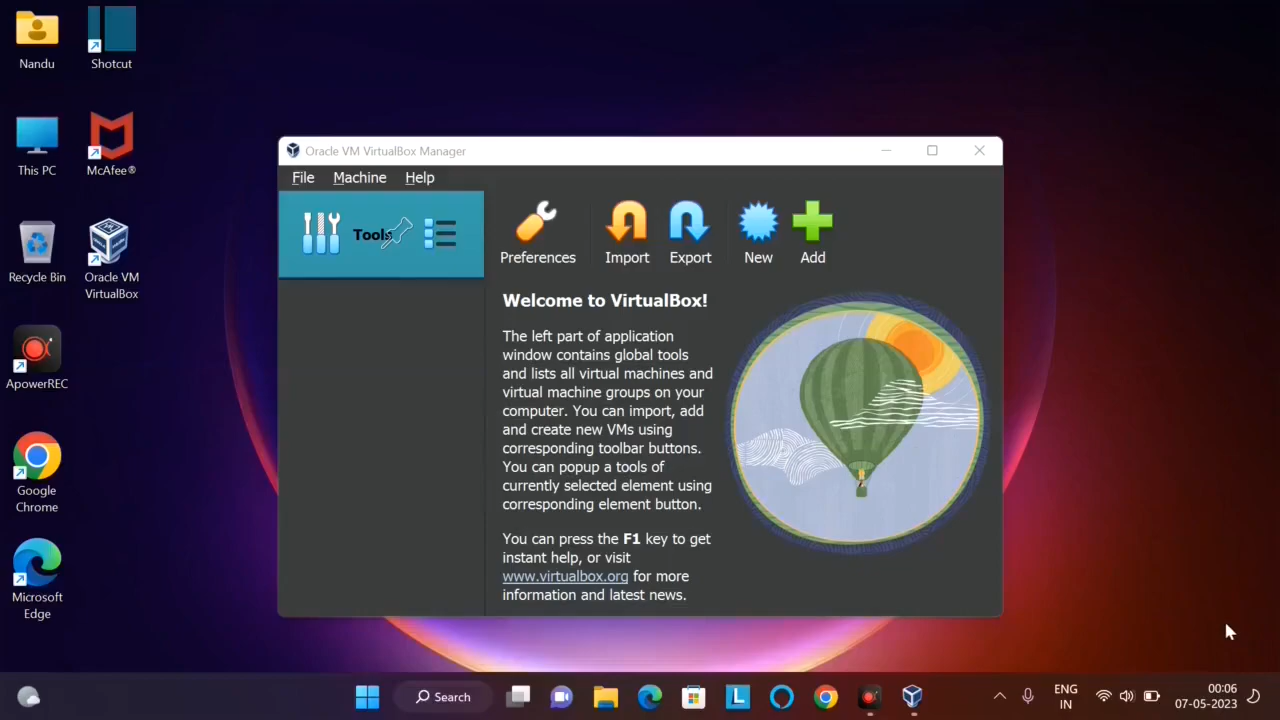 Nandu
Shotcut
This PC
McAfee®
Recycle Bin
Oracle VM
VirtualBox
ApowerREC
Google
Chrome
Microsoft
Edge
Oracle VM VirtualBox Manager
File Machine Help
Tools
Preferences Import Export New Add
Welcome to VirtualBox!
The left part of application
window contains global tools
and lists all virtual machines and
virtual machine groups on your
computer. You can import, add
and create new VMs using
corresponding toolbar buttons.
You can popup a tools of
currently selected element using
corresponding element button.
You can press the F1 key to get
instant help, or visit
www.virtualbox.org for more
information and latest news.
Search
L
ENG
IN
00:06
07-05-2023